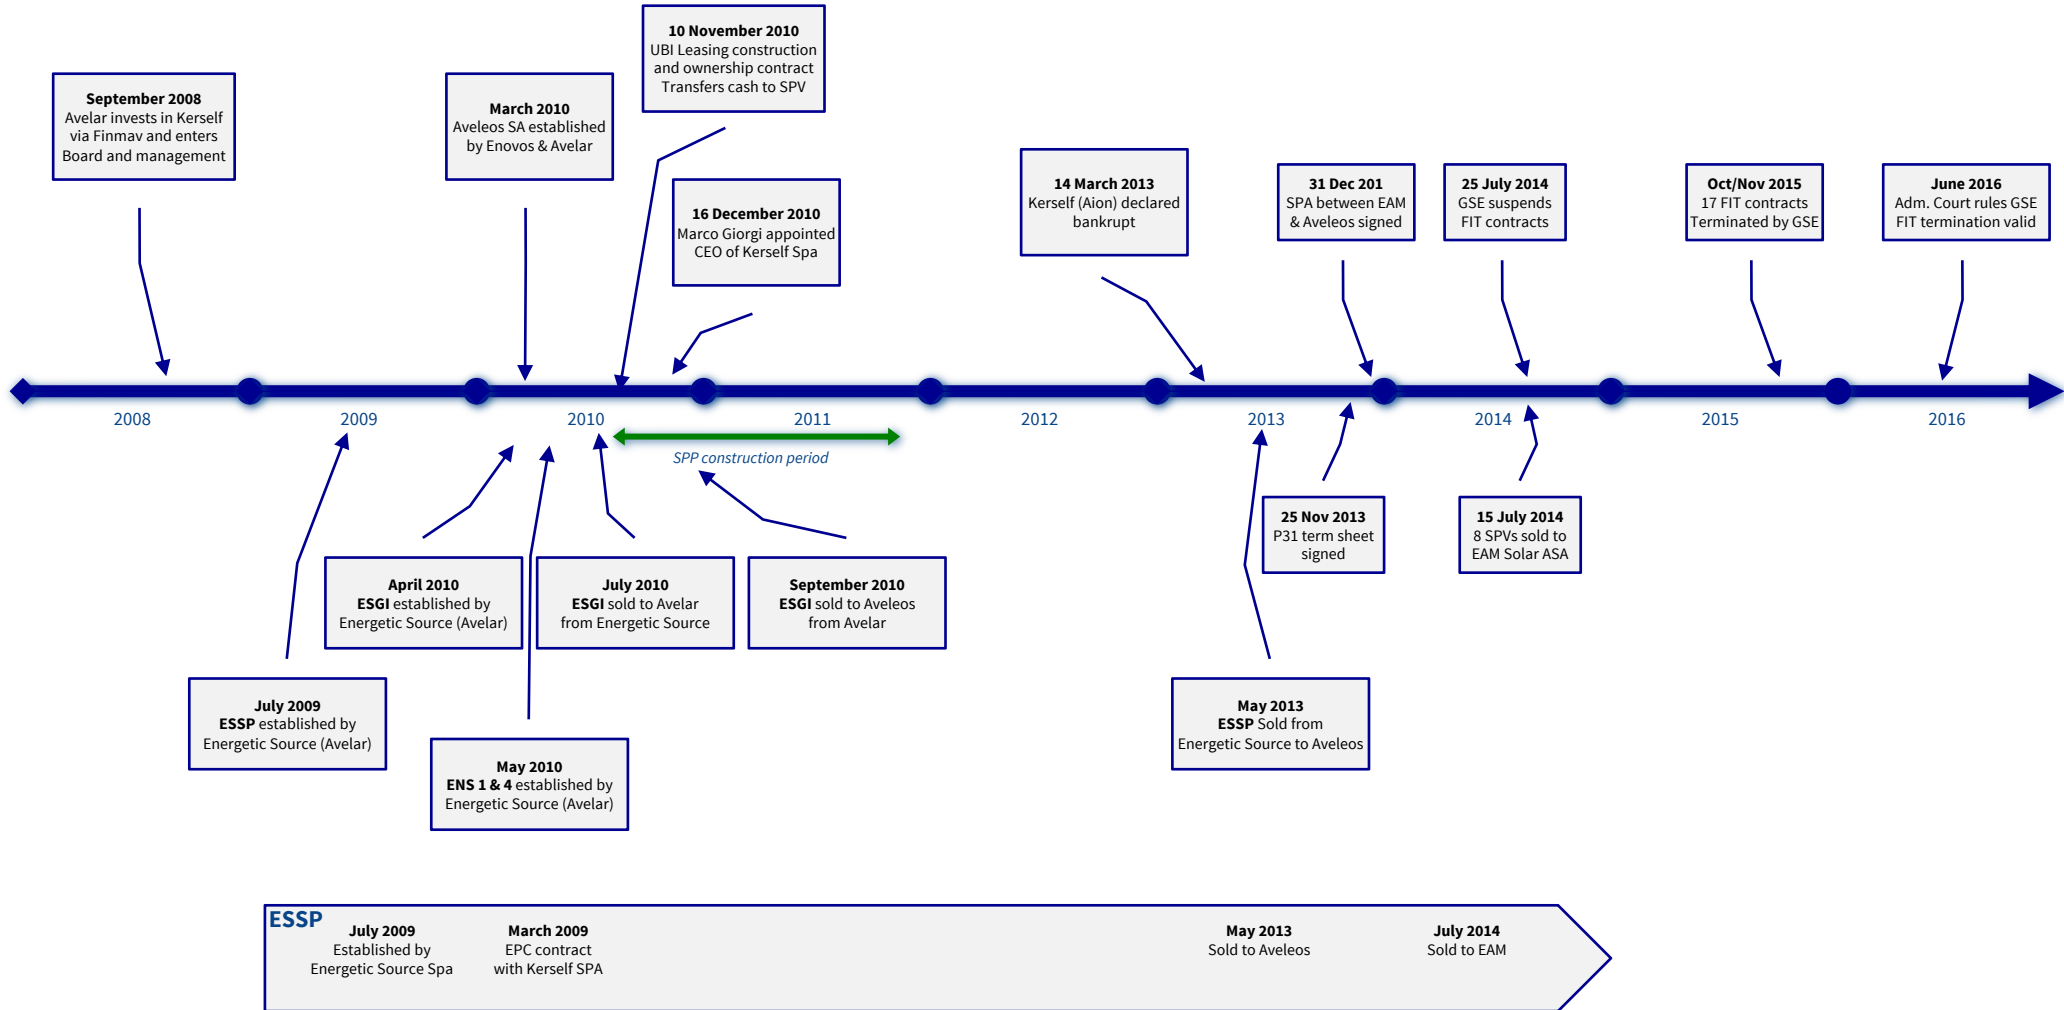 10 November 2010
UBI Leasing construction
and ownership contract
Transfers cash to SPV
September 2008
Avelar invests in Kerself
via Finmav and enters
Board and management
March 2010
Aveleos SA established
by Enovos & Avelar
16 December 2010
Marco Giorgi appointed
CEO of Kerself Spa
14 March 2013
Kerself (Aion) declared
bankrupt
31 Dec 201
SPA between EAM
& Aveleos signed
25 July 2014
GSE suspends
FIT contracts
Oct/Nov 2015
17 FIT contracts
Terminated by GSE
June 2016
Adm. Court rules GSE
FIT termination valid
2008
2009
2010
2011
2012
2013
2014
2015
2016
SPP construction period
25 Nov 2013
P31 term sheet
signed
15 July 2014
8 SPVs sold to
EAM Solar ASA
April 2010
ESGI established by
Energetic Source (Avelar)
July 2010
ESGI sold to Avelar
from Energetic Source
September 2010
ESGI sold to Aveleos
from Avelar
July 2009
ESSP established by
Energetic Source (Avelar)
May 2010
ENS 1 & 4 established by
Energetic Source (Avelar)
May 2013
ESSP Sold from
Energetic Source to Aveleos
ESSP
July 2009
Established by
Energetic Source Spa
March 2009
EPC contract
with Kerself SPA
May 2013
Sold to Aveleos
July 2014
Sold to EAM